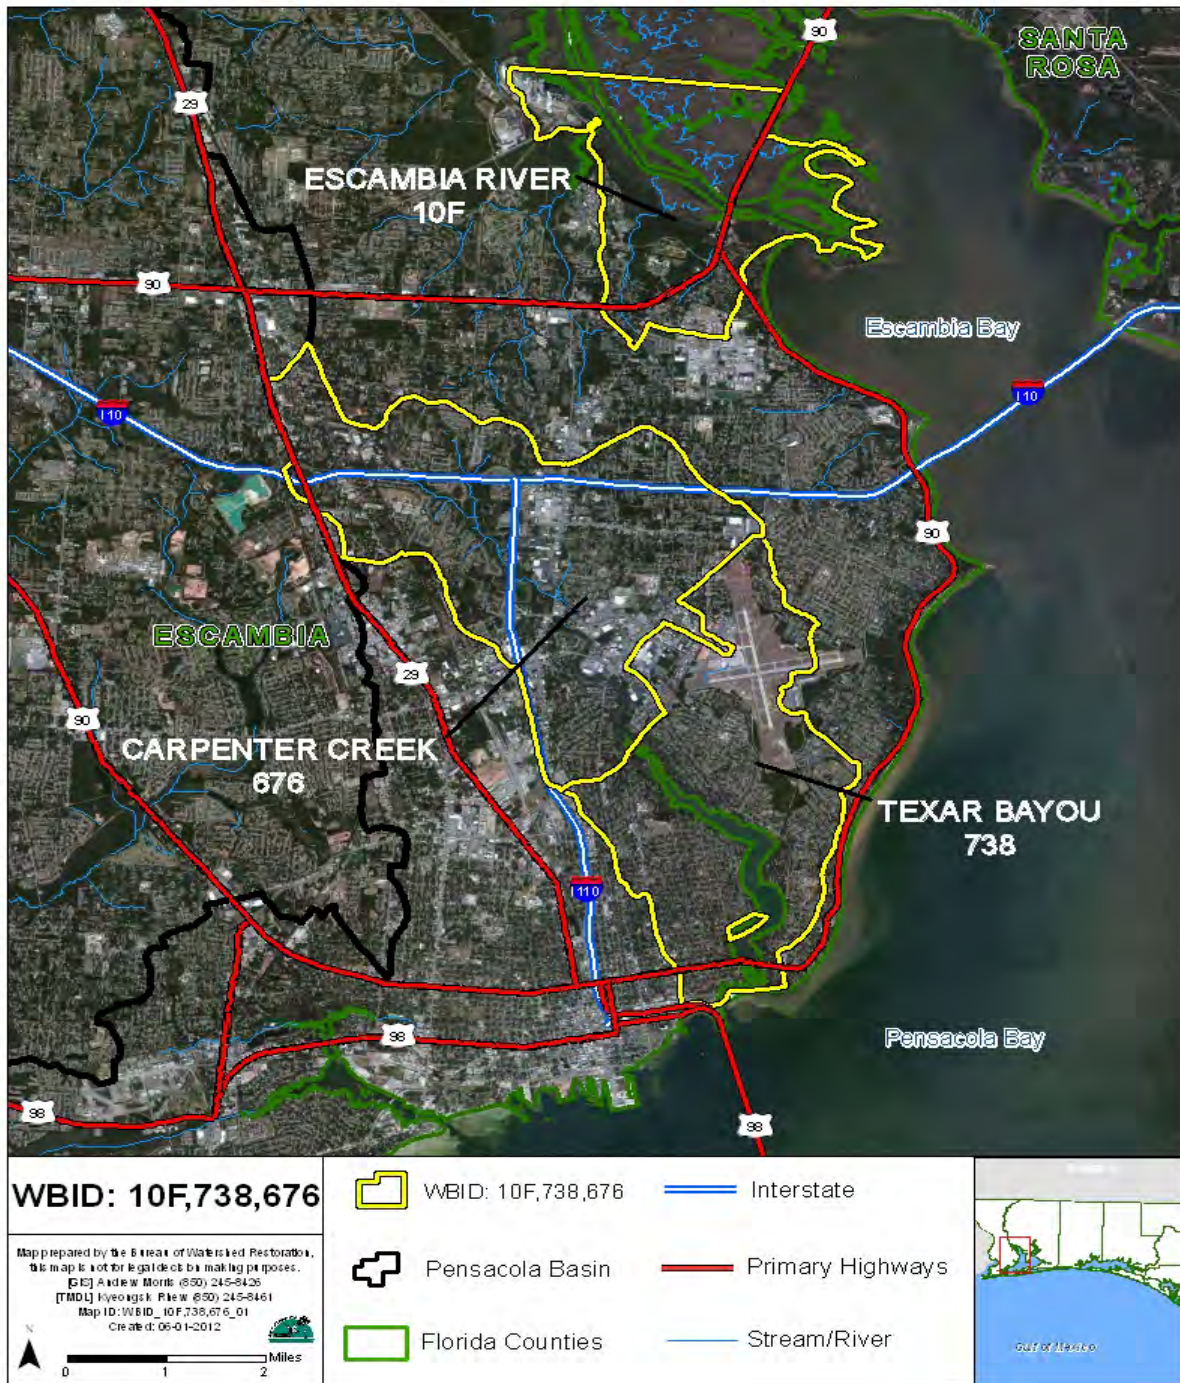 90
SANTA
ROSA
29
ESCAMBIA RIVER
10F
90
Escambia Bay
I 10
I 10
90
ESCAMBIA
29
90
CARPENTER CREEK
676
TEXAR BAYOU
738
I 110
98
Pensacola Bay
98
98
WBID: 10F,738,676
Map prepared by the Bureau of Watershed Restoration,
this map is not for legal decision making purposes.
[GIS] Andrew Morris (850) 245-8426
[TMDL] Kyeongsik Rhew (850) 245-8461
Map ID: WBID_10F,738,676_01
Created: 06-01-2012
N
Miles
0 1 2
WBID: 10F,738,676
Interstate
Pensacola Basin
Primary Highways
Florida Counties
Stream/River
Gulf of Mexico